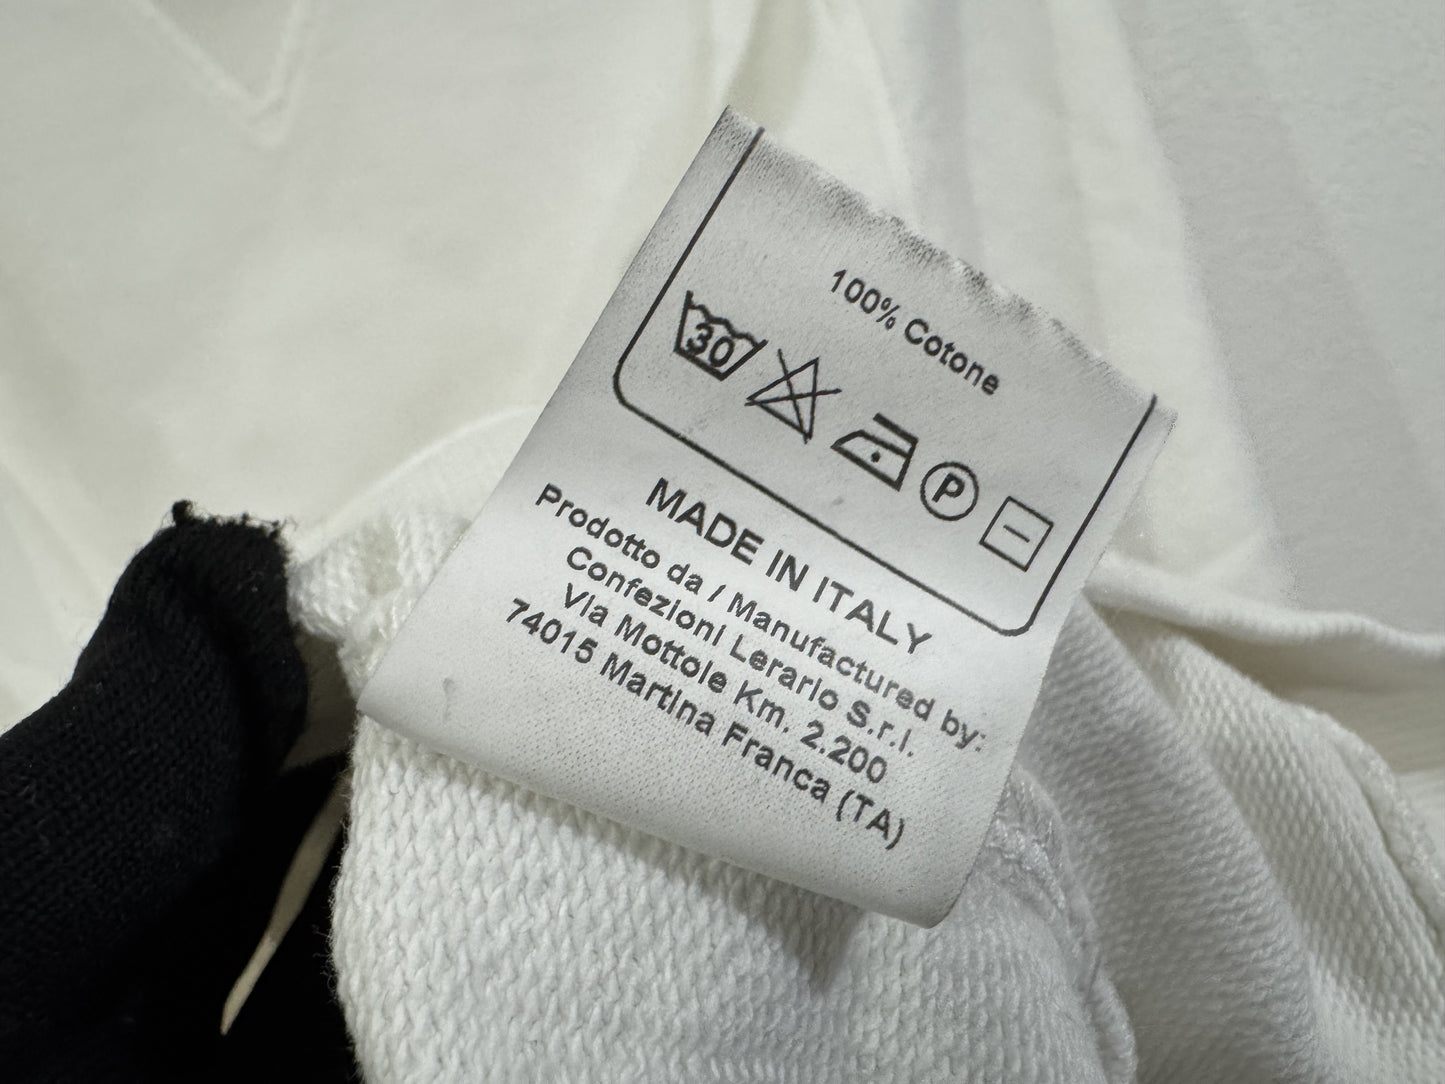 100% Cotone
30
P
MADE IN ITALY
Prodotto da / Manufactured by:
Confezioni Lerario S.r.l.
Via Mottole Km. 2.200
74015 Martina Franca (TA)